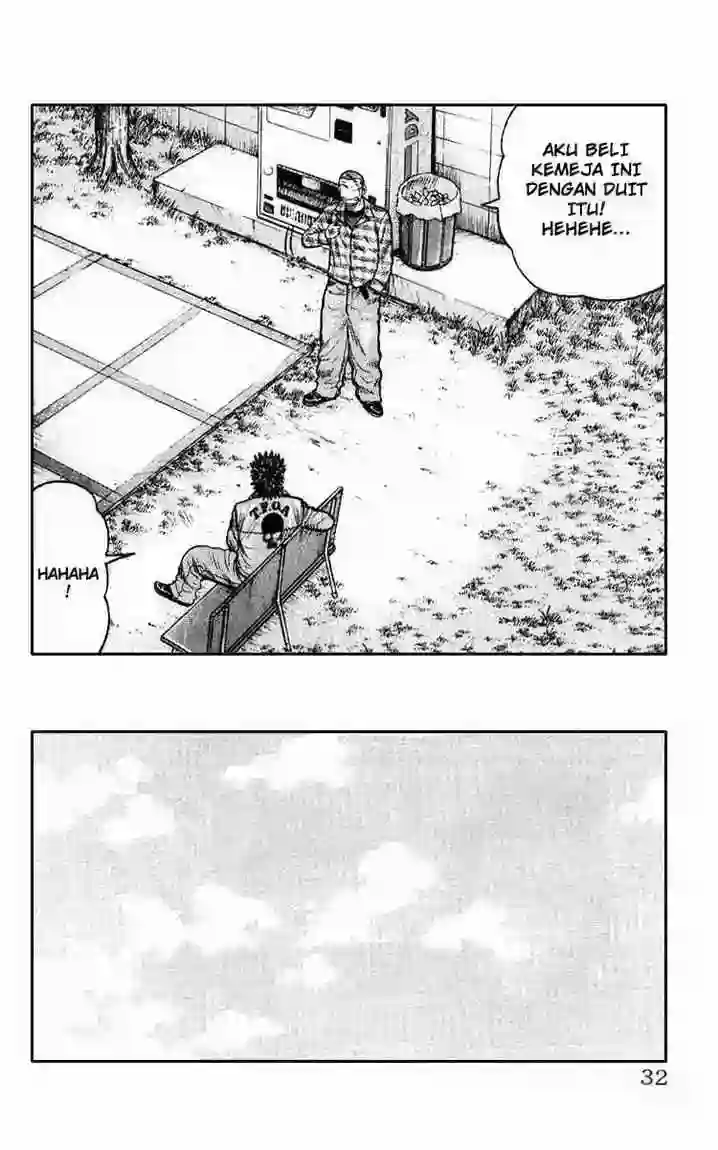 AKU BELI
KEMEJA INI
DENGAN DUIT
ITU!
HEHEHE...
T.F.O.A
HAHAHA
!
32